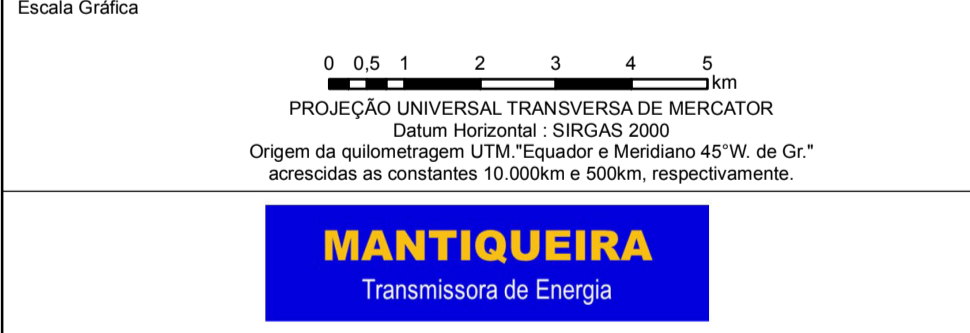 Escala Gráfica
0 0,5 1 2 3 4 5
km
PROJEÇÃO UNIVERSAL TRANSVERSA DE MERCATOR
Datum Horizontal : SIRGAS 2000
Origem da quilometragem UTM."Equador e Meridiano 45°W. de Gr."
acrescidas as constantes 10.000km e 500km, respectivamente.
MANTIQUEIRA
Transmissora de Energia